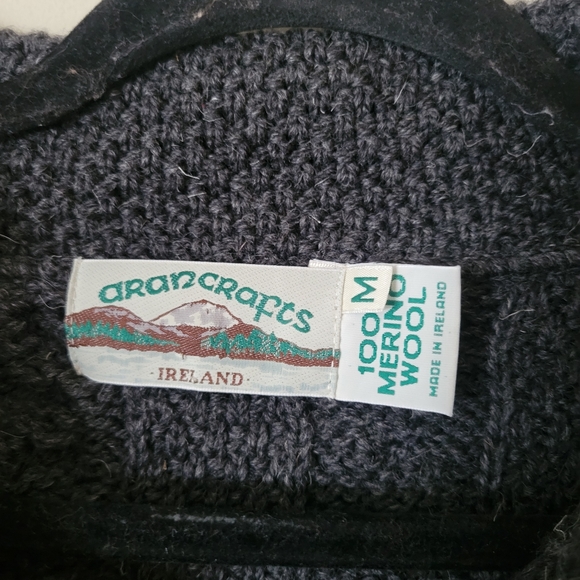 arancrafts
·IRELAND·
M
100%
MERINO
WOOL
MADE IN IRELAND